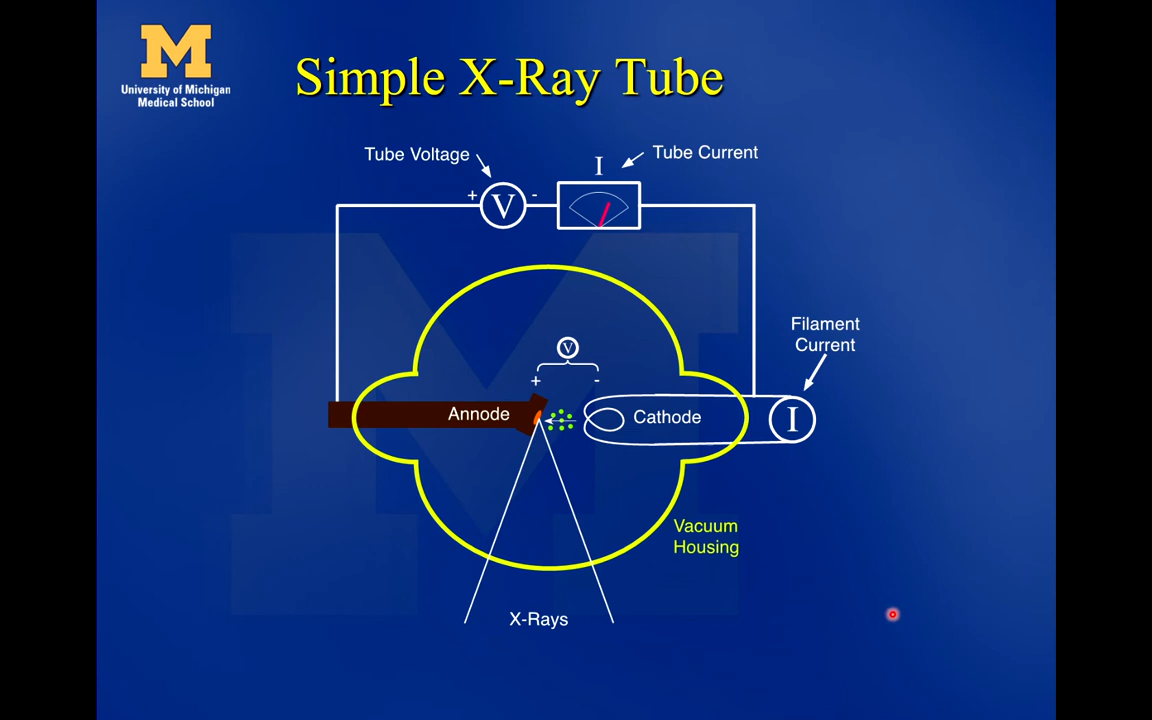 M
University of Michigan
Medical School
Simple X-Ray Tube
Tube Voltage
I
Tube Current
+
V
-
Filament
Current
V
+
-
Annode
Cathode
I
Vacuum
Housing
X-Rays